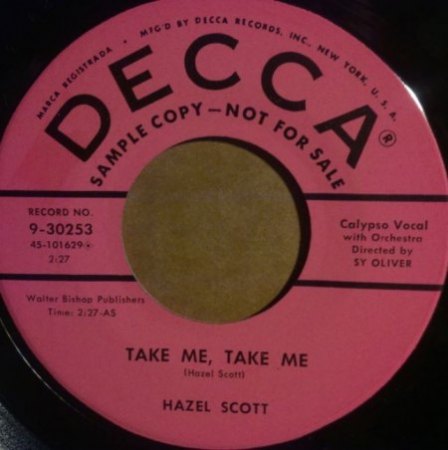 MARCA REGISTRADA • MFG'D BY DECCA RECORDS, INC., NEW YORK, U. S. A.
DECCA®
SAMPLE COPY—NOT FOR SALE
RECORD NO.
9-30253
45-101629★
2:27
Calypso Vocal
with Orchestra
Directed by
SY OLIVER
Walter Bishop Publishers
Time: 2:27-AS
TAKE ME, TAKE ME
(Hazel Scott)
HAZEL SCOTT